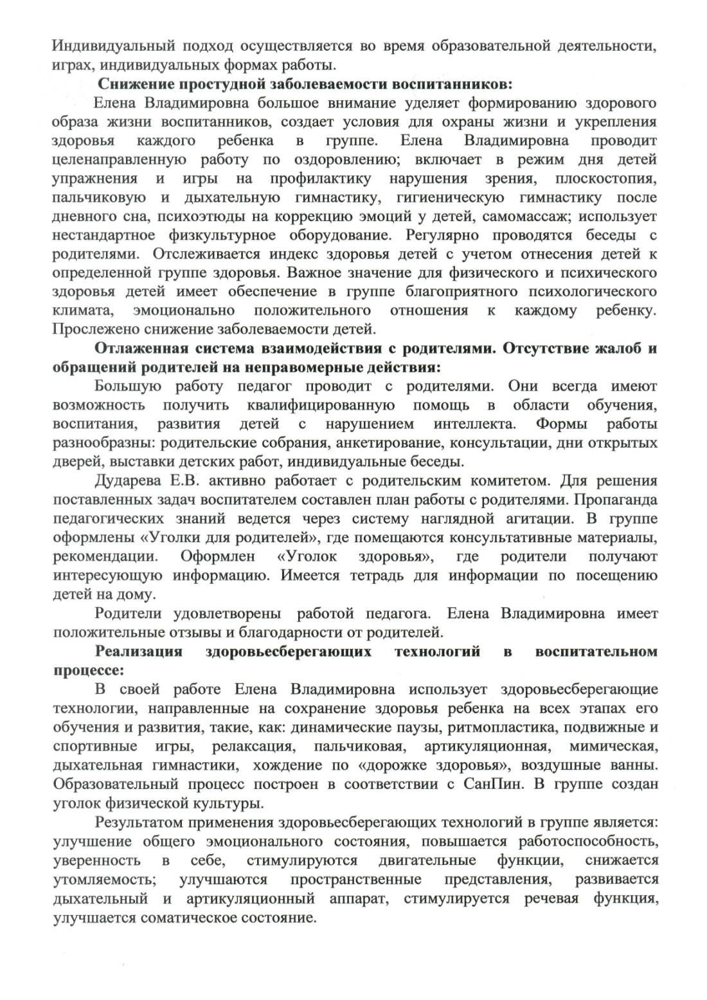 Индивидуальный подход осуществляется во время образовательной деятельности,
играх, индивидуальных формах работы.
Снижение простудной заболеваемости воспитанников:
Елена Владимировна большое внимание уделяет формированию здорового
образа жизни воспитанников, создает условия для охраны жизни и укрепления
здоровья каждого ребенка в группе. Елена Владимировна проводит
целенаправленную работу по оздоровлению; включает в режим дня детей
упражнения и игры на профилактику нарушения зрения, плоскостопия,
пальчиковую и дыхательную гимнастику, гигиеническую гимнастику после
дневного сна, психоэтюды на коррекцию эмоций у детей, самомассаж; использует
нестандартное физкультурное оборудование. Регулярно проводятся беседы с
родителями. Отслеживается индекс здоровья детей с учетом отнесения детей к
определенной группе здоровья. Важное значение для физического и психического
здоровья детей имеет обеспечение в группе благоприятного психологического
климата, эмоционально положительного отношения к каждому ребенку.
Прослежено снижение заболеваемости детей.
Отлаженная система взаимодействия с родителями. Отсутствие жалоб и
обращений родителей на неправомерные действия:
Большую работу педагог проводит с родителями. Они всегда имеют
возможность получить квалифицированную помощь в области обучения,
воспитания, развития детей с нарушением интеллекта. Формы работы
разнообразны: родительские собрания, анкетирование, консультации, дни открытых
дверей, выставки детских работ, индивидуальные беседы.
Дударева Е.В. активно работает с родительским комитетом. Для решения
поставленных задач воспитателем составлен план работы с родителями. Пропаганда
педагогических знаний ведется через систему наглядной агитации. В группе
оформлены «Уголки для родителей», где помещаются консультативные материалы,
рекомендации. Оформлен «Уголок здоровья», где родители получают
интересующую информацию. Имеется тетрадь для информации по посещению
детей на дому.
Родители удовлетворены работой педагога. Елена Владимировна имеет
положительные отзывы и благодарности от родителей.
Реализация здоровьесберегающих технологий в воспитательном
процессе:
В своей работе Елена Владимировна использует здоровьесберегающие
технологии, направленные на сохранение здоровья ребенка на всех этапах его
обучения и развития, такие, как: динамические паузы, ритмопластика, подвижные и
спортивные игры, релаксация, пальчиковая, артикуляционная, мимическая,
дыхательная гимнастики, хождение по «дорожке здоровья», воздушные ванны.
Образовательный процесс построен в соответствии с СанПин. В группе создан
уголок физической культуры.
Результатом применения здоровьесберегающих технологий в группе является:
улучшение общего эмоционального состояния, повышается работоспособность,
уверенность в себе, стимулируются двигательные функции, снижается
утомляемость; улучшаются пространственные представления, развивается
дыхательный и артикуляционный аппарат, стимулируется речевая функция,
улучшается соматическое состояние.